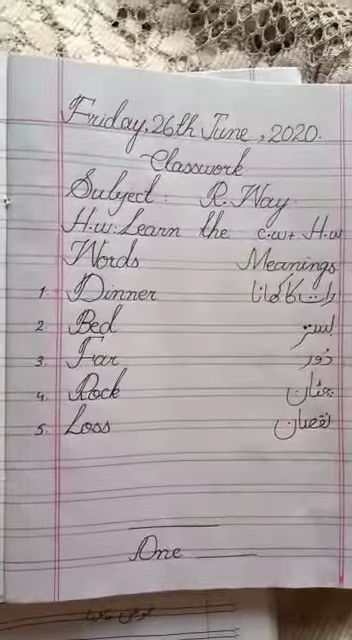 Friday, 26th June, 2020.
Classwork
Subject: R. Way
H.w: Learn the c.w + H.w
Words Meanings
1. Dinner رات کا کھانا
2. Bed بستر
3. Far دور
4. Rock چٹان
5. Loss نقصان
One